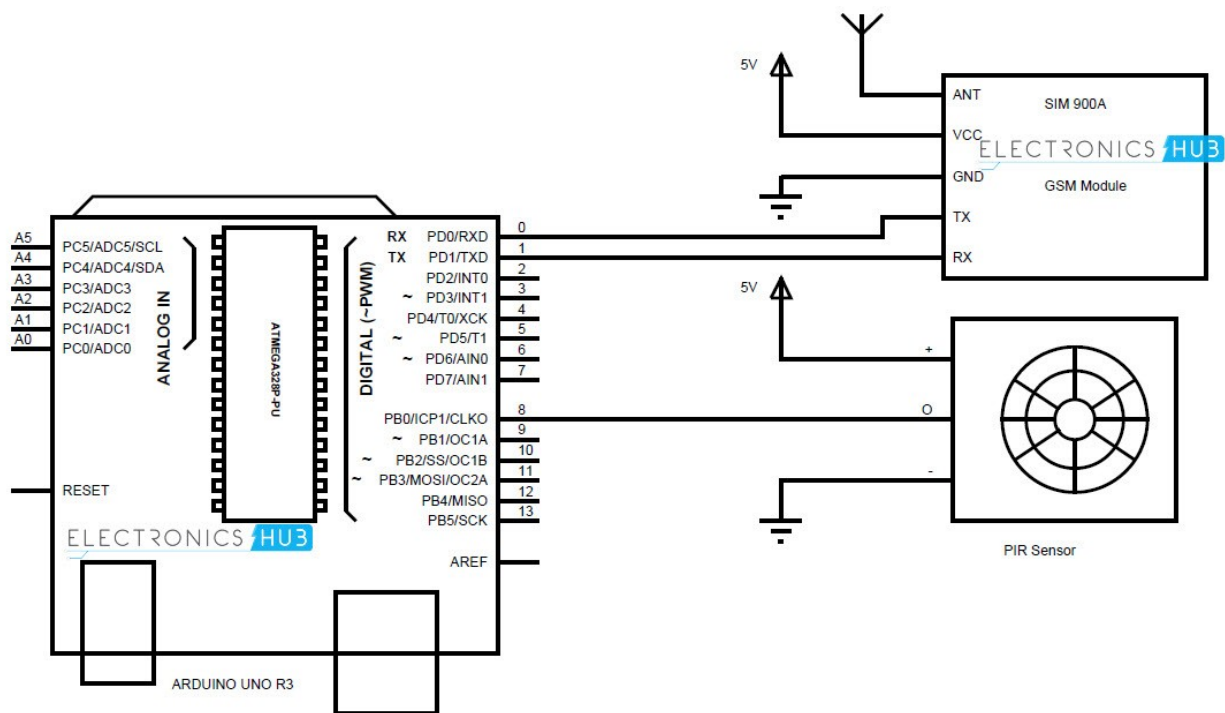 5V
ANT
SIM 900A
VCC
ELECTRONICS HUB
GND
GSM Module
TX
RX
5V
+
O
-
PIR Sensor
A5
A4
A3
A2
A1
A0
PC5/ADC5/SCL
PC4/ADC4/SDA
PC3/ADC3
PC2/ADC2
PC1/ADC1
PC0/ADC0
ANALOG IN
RESET
ATMEGA328P-PU
DIGITAL (~PWM)
RX PD0/RXD 0
TX PD1/TXD 1
PD2/INT0 2
~ PD3/INT1 3
PD4/T0/XCK 4
~ PD5/T1 5
~ PD6/AIN0 6
PD7/AIN1 7
PB0/ICP1/CLKO 8
~ PB1/OC1A 9
~ PB2/SS/OC1B 10
~ PB3/MOSI/OC2A 11
PB4/MISO 12
PB5/SCK 13
AREF
ELECTRONICS HUB
ARDUINO UNO R3